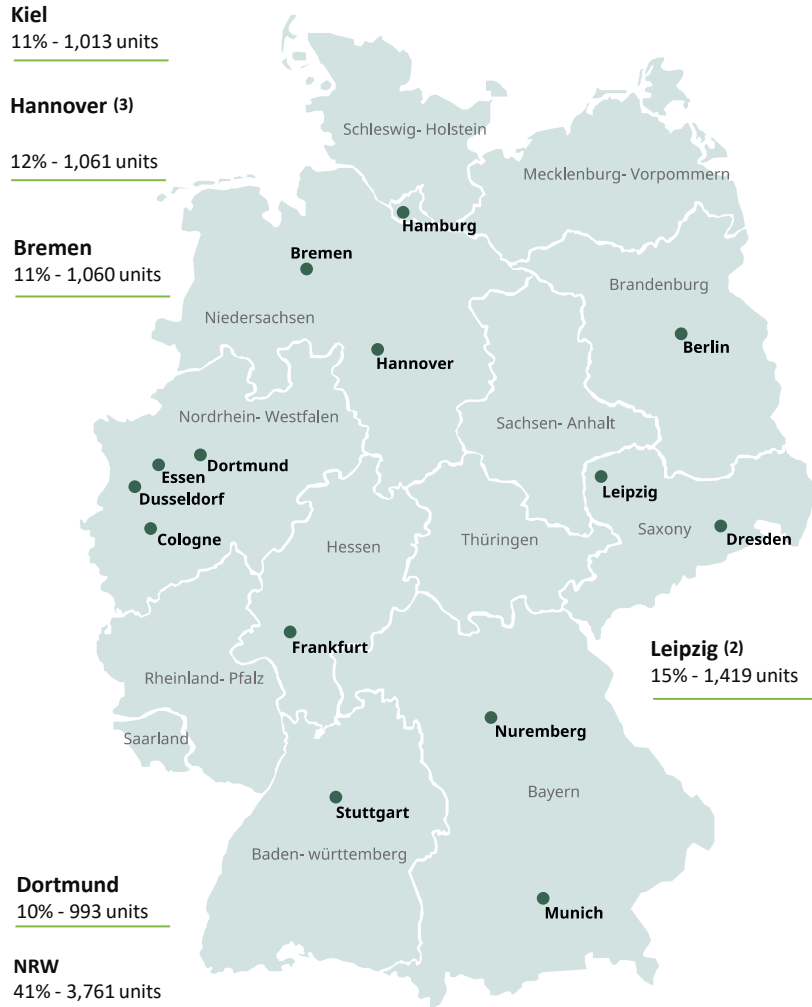 Kiel
11% - 1,013 units
Hannover (3)
12% - 1,061 units
Bremen
11% - 1,060 units
Schleswig- Holstein
Mecklenburg- Vorpommern
Hamburg
Bremen
Brandenburg
Niedersachsen
Berlin
Hannover
Nordrhein- Westfalen
Sachsen- Anhalt
Dortmund
Essen
Dusseldorf
Leipzig
Cologne
Hessen
Thüringen
Saxony
Dresden
Frankfurt
Leipzig (2)
15% - 1,419 units
Rheinland- Pfalz
Saarland
Nuremberg
Bayern
Stuttgart
Baden- württemberg
Munich
Dortmund
10% - 993 units
NRW
41% - 3,761 units